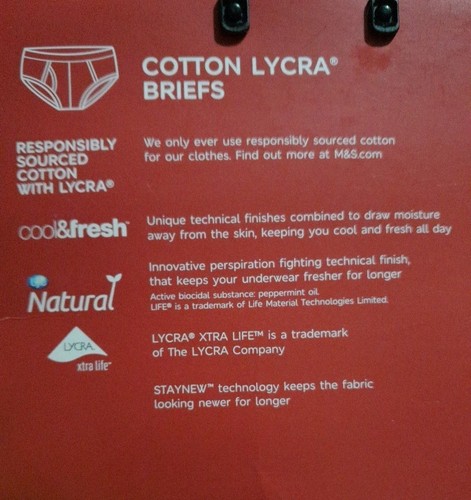 COTTON LYCRA®
BRIEFS
RESPONSIBLY
SOURCED
COTTON
WITH LYCRA®
We only ever use responsibly sourced cotton
for our clothes. Find out more at M&S.com
cool&fresh™
Unique technical finishes combined to draw moisture
away from the skin, keeping you cool and fresh all day
Natural
Innovative perspiration fighting technical finish,
that keeps your underwear fresher for longer
Active biocidal substance: peppermint oil.
LIFE® is a trademark of Life Material Technologies Limited.
LYCRA
xtra life™
LYCRA® XTRA LIFE™ is a trademark
of The LYCRA Company
STAYNEW™ technology keeps the fabric
looking newer for longer